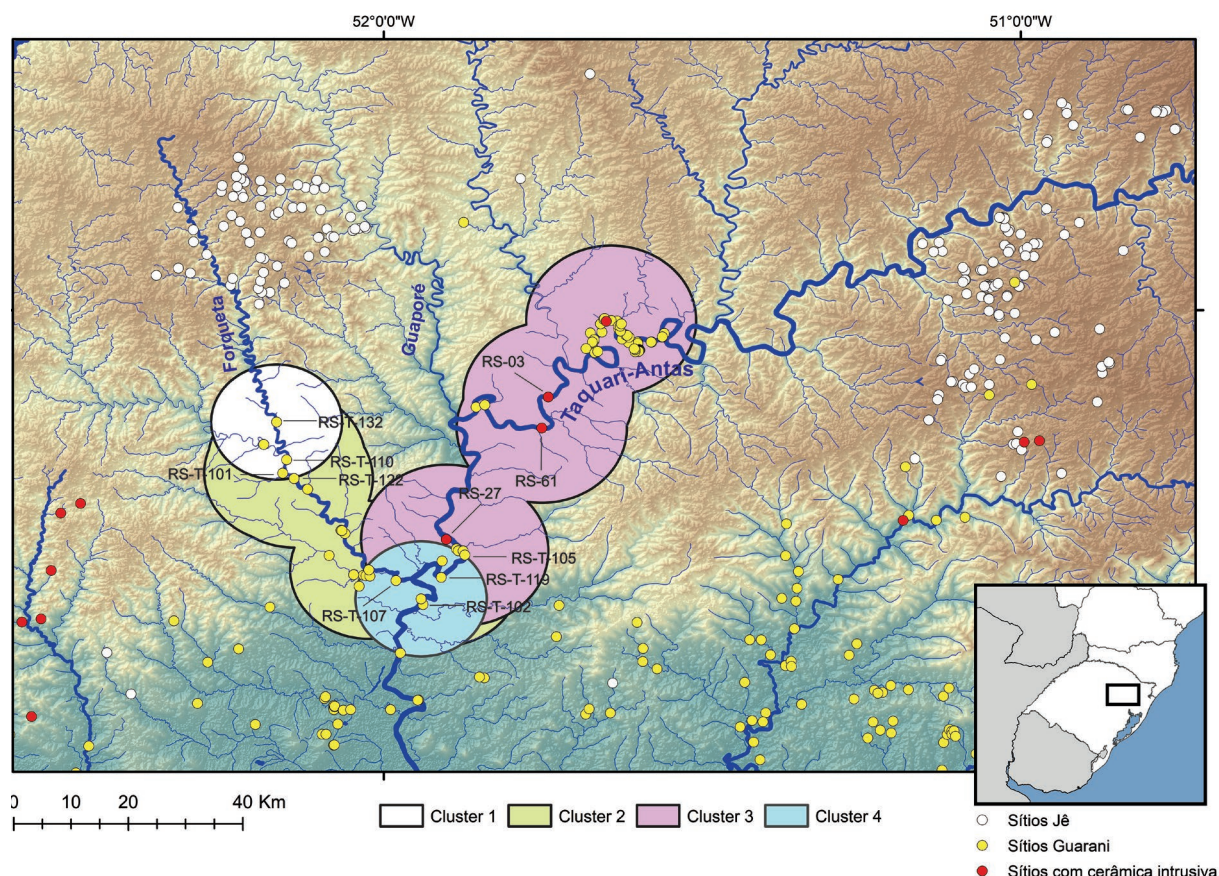 52°0'0"W
51°0'0"W
Forqueta
Guaporé
RS-03
Taquari-Antas
RS-T-132
RS-T-110
RS-T-101
RS-T-122
RS-61
RS-27
RS-T-105
RS-T-119
RS-T-107
RS-T-102
0 10 20 40 Km
Cluster 1
Cluster 2
Cluster 3
Cluster 4
Sítios Jê
Sítios Guarani
Sítios com cerâmica intrusiva